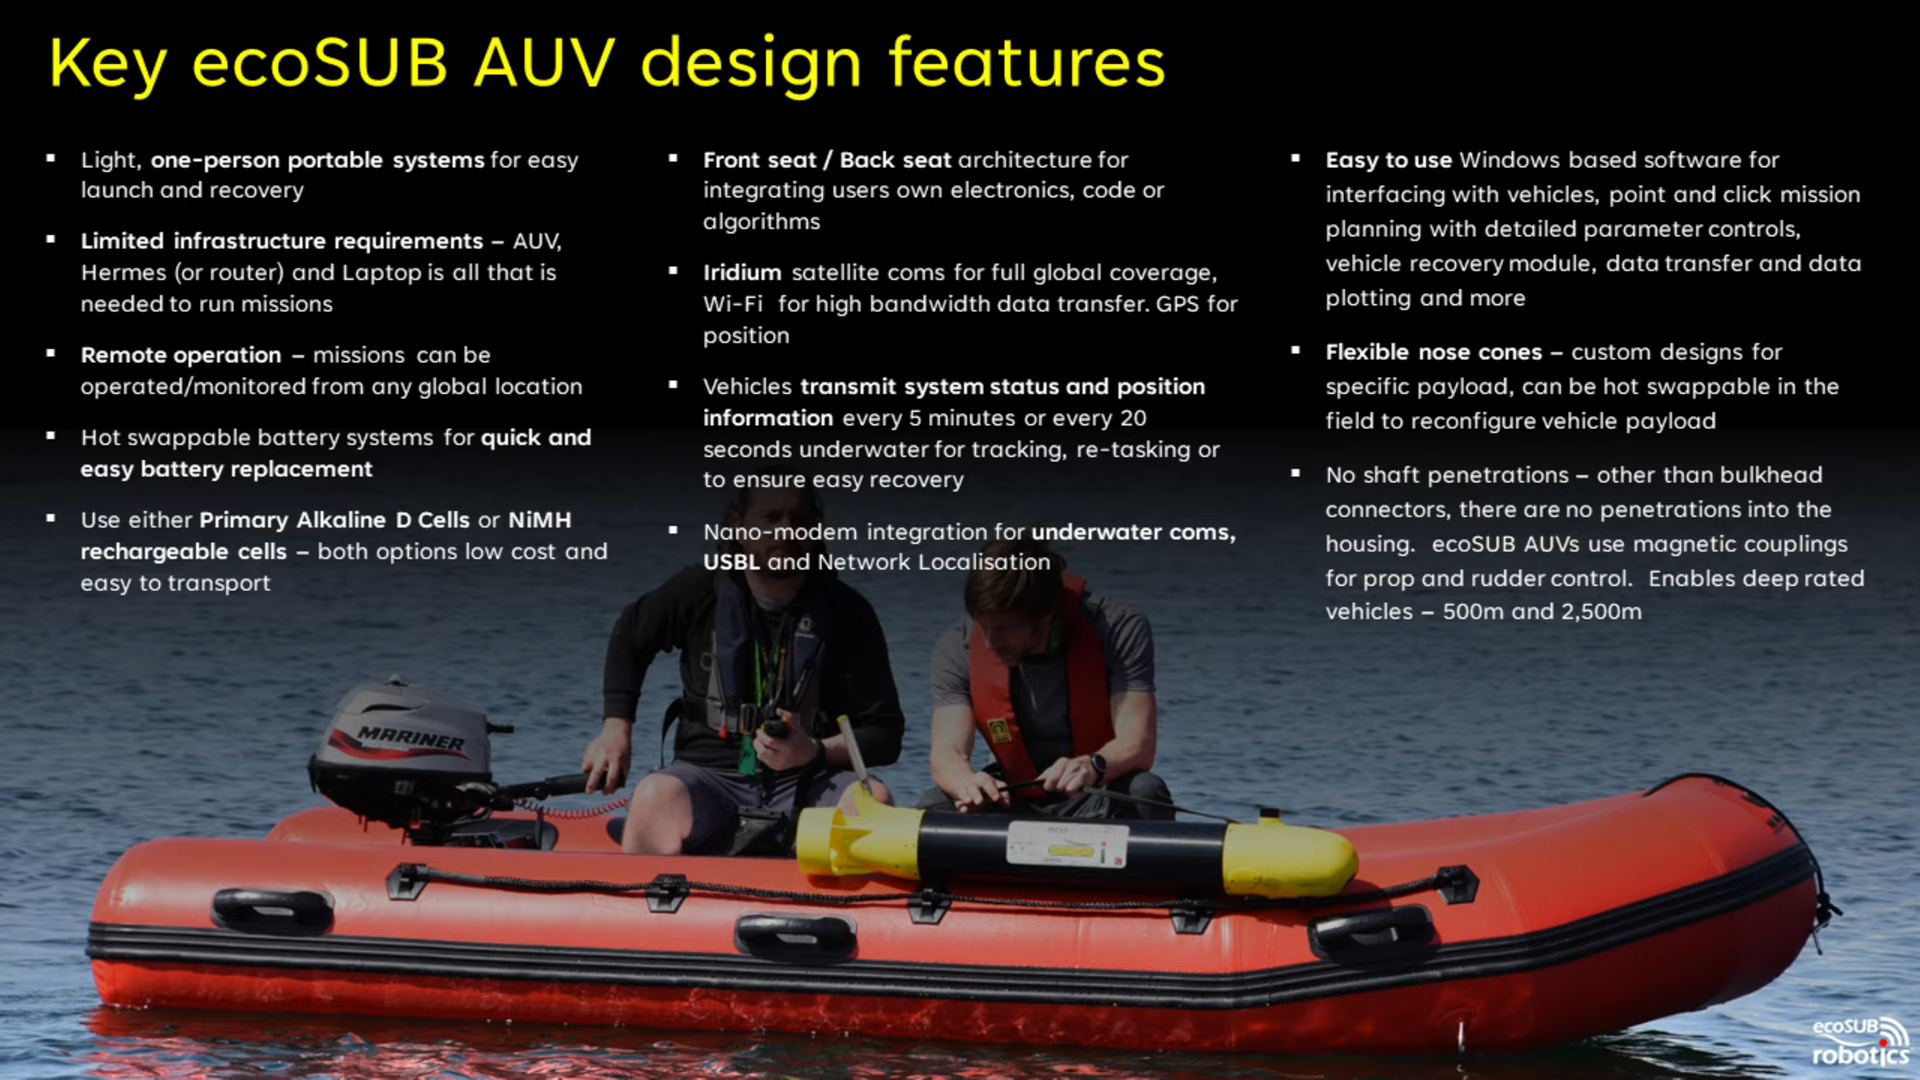 Key ecoSUB AUV design features
▪ Light, one-person portable systems for easy
launch and recovery
▪ Limited infrastructure requirements – AUV,
Hermes (or router) and Laptop is all that is
needed to run missions
▪ Remote operation – missions can be
operated/monitored from any global location
▪ Hot swappable battery systems for quick and
easy battery replacement
▪ Use either Primary Alkaline D Cells or NiMH
rechargeable cells – both options low cost and
easy to transport
▪ Front seat / Back seat architecture for
integrating users own electronics, code or
algorithms
▪ Iridium satellite coms for full global coverage,
Wi-Fi for high bandwidth data transfer. GPS for
position
▪ Vehicles transmit system status and position
information every 5 minutes or every 20
seconds underwater for tracking, re-tasking or
to ensure easy recovery
▪ Nano-modem integration for underwater coms,
USBL and Network Localisation
▪ Easy to use Windows based software for
interfacing with vehicles, point and click mission
planning with detailed parameter controls,
vehicle recovery module, data transfer and data
plotting and more
▪ Flexible nose cones – custom designs for
specific payload, can be hot swappable in the
field to reconfigure vehicle payload
▪ No shaft penetrations – other than bulkhead
connectors, there are no penetrations into the
housing. ecoSUB AUVs use magnetic couplings
for prop and rudder control. Enables deep rated
vehicles – 500m and 2,500m
MARINER
ecoSUB
robotics